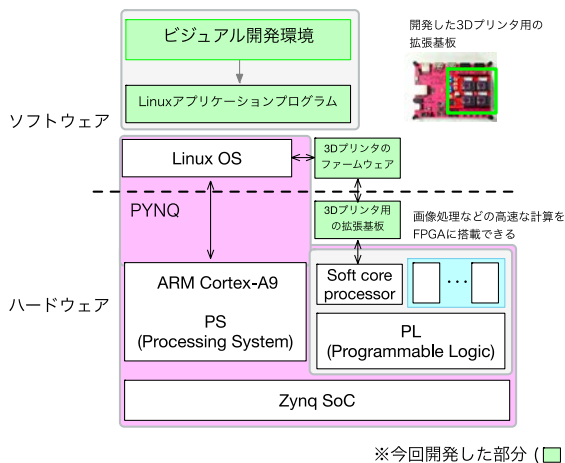 ビジュアル開発環境
開発した3Dプリンタ用の
拡張基板
Linuxアプリケーションプログラム
ソフトウェア
Linux OS
3Dプリンタの
ファームウェア
PYNQ
3Dプリンタ用
の拡張基板
画像処理などの高速な計算を
FPGAに搭載できる
ハードウェア
ARM Cortex-A9
PS
(Processing System)
Soft core
processor
...
PL
(Programmable Logic)
Zynq SoC
※今回開発した部分 (